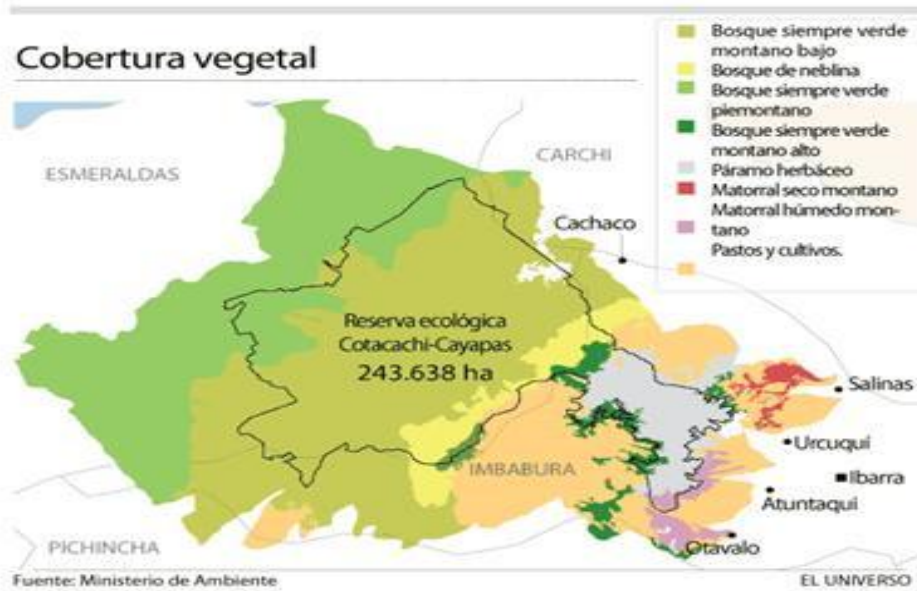 Cobertura vegetal
Bosque siempre verde
montano bajo
Bosque de neblina
Bosque siempre verde
piemontano
Bosque siempre verde
montano alto
Páramo herbáceo
Matorral seco montano
Matorral húmedo mon-
tano
Pastos y cultivos.
ESMERALDAS
CARCHI
Cachaco
Reserva ecológica
Cotacachi-Cayapas
243.638 ha
Salinas
Urcuquí
IMBABURA
Ibarra
Atuntaqui
PICHINCHA
Otavalo
Fuente: Ministerio de Ambiente
EL UNIVERSO